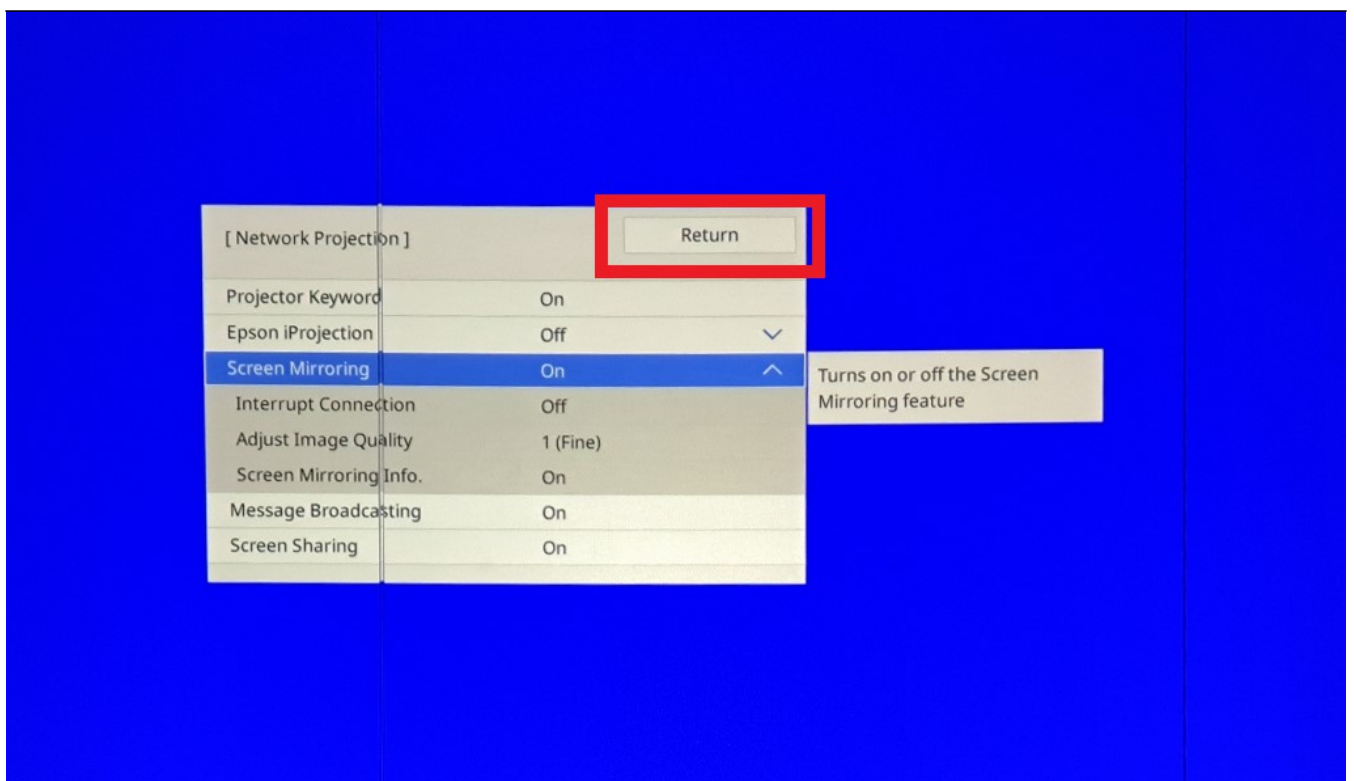 [ Network Projection ]
Return
Projector Keyword On
Epson iProjection Off
Screen Mirroring On
Turns on or off the Screen
Mirroring feature
Interrupt Connection Off
Adjust Image Quality 1 (Fine)
Screen Mirroring Info. On
Message Broadcasting On
Screen Sharing On